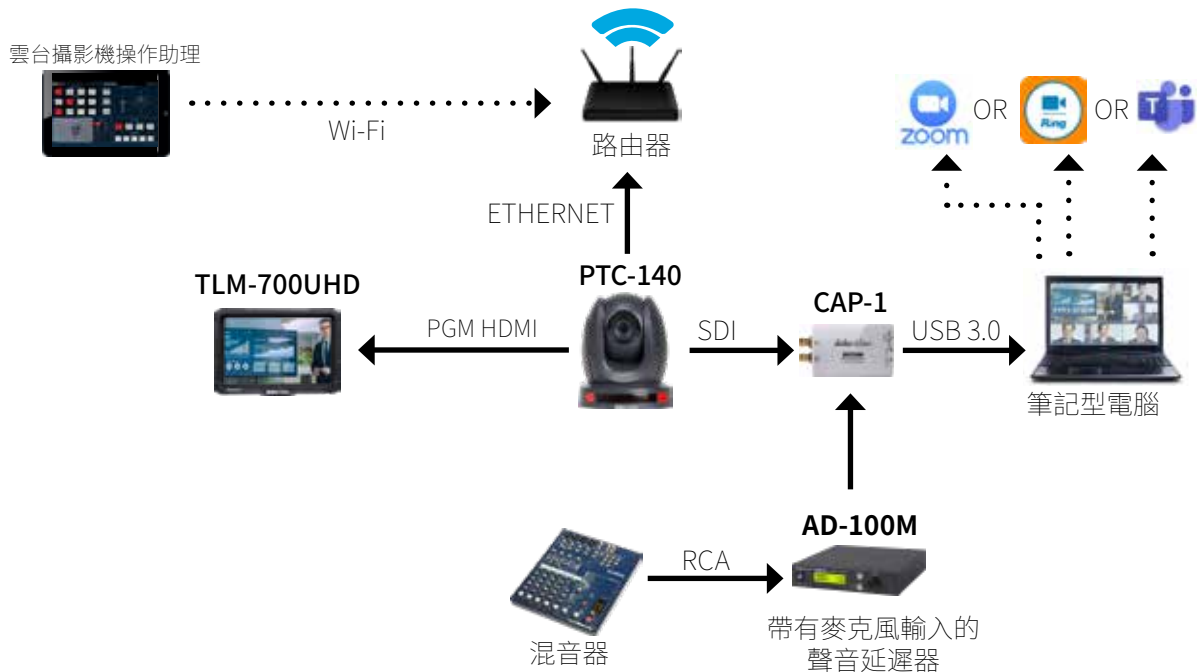 雲台攝影機操作助理
Wi-Fi
路由器
zoom
OR
Ring
OR
T
ETHERNET
TLM-700UHD
PGM HDMI
PTC-140
SDI
CAP-1
USB 3.0
筆記型電腦
混音器
RCA
AD-100M
帶有麥克風輸入的
聲音延遲器